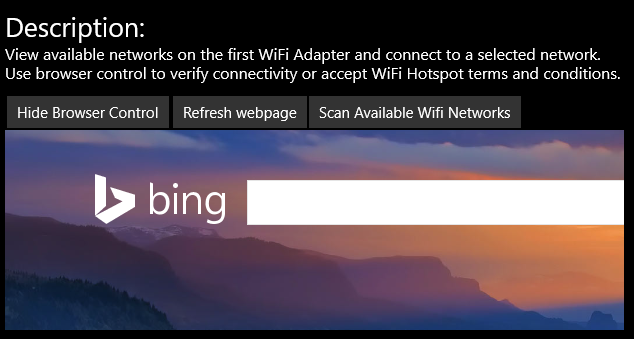 Description:
View available networks on the first WiFi Adapter and connect to a selected network.
Use browser control to verify connectivity or accept WiFi Hotspot terms and conditions.
Hide Browser Control Refresh webpage Scan Available Wifi Networks
bing